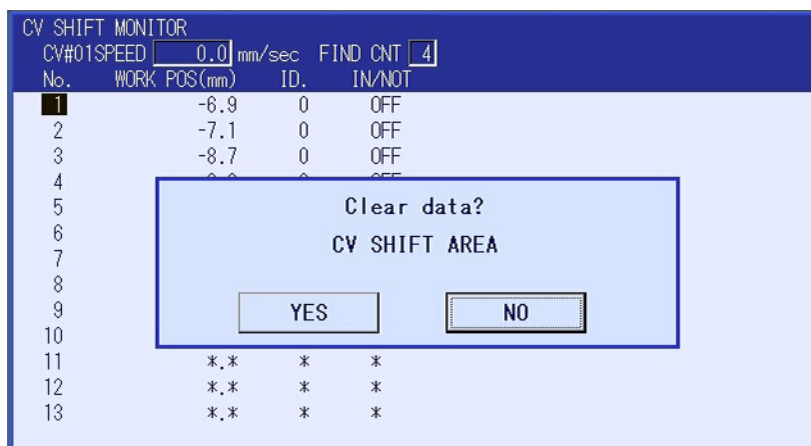 CV SHIFT MONITOR
CV#01SPEED 0.0 mm/sec FIND CNT 4
No. WORK POS(mm) ID. IN/NOT
1 -6.9 0 OFF
2 -7.1 0 OFF
3 -8.7 0 OFF
4
5
6
7
8
9
10
Clear data?
CV SHIFT AREA
YES NO
11 *.* * *
12 *.* * *
13 *.* * *